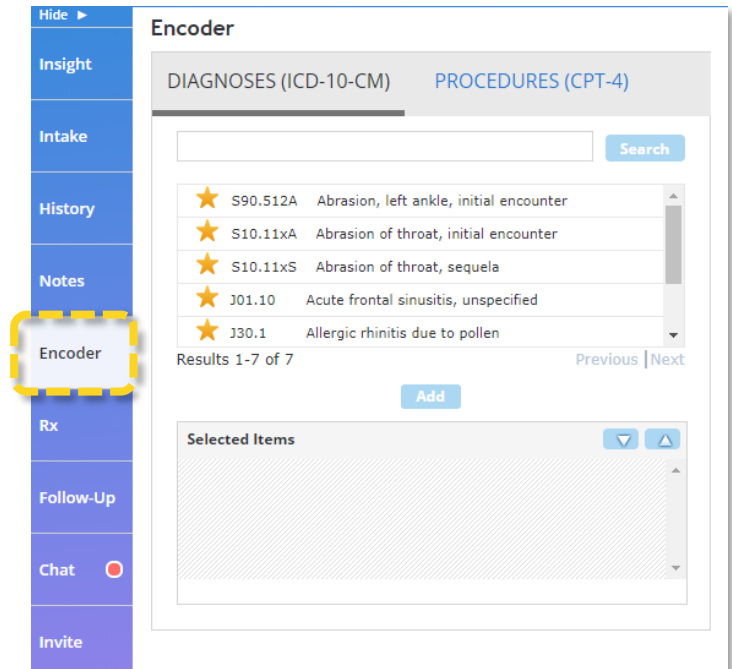 Hide ►
Insight
Intake
History
Notes
Encoder
Rx
Follow-Up
Chat
Invite
Encoder
DIAGNOSES (ICD-10-CM) PROCEDURES (CPT-4)
Search
S90.512A Abrasion, left ankle, initial encounter
S10.11xA Abrasion of throat, initial encounter
S10.11xS Abrasion of throat, sequela
J01.10 Acute frontal sinusitis, unspecified
J30.1 Allergic rhinitis due to pollen
Results 1-7 of 7 Previous | Next
Add
Selected Items